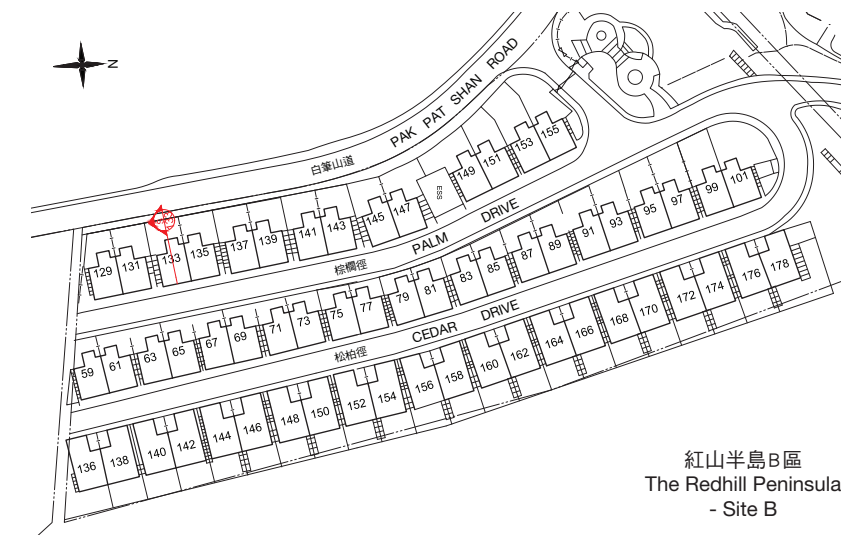 N
PAK PAT SHAN ROAD
白筆山道
153 155
149 151
ESS
145 147
141 143
137 139
133 135
129 131
PALM DRIVE
棕櫚徑
99 101
95 97
91 93
87 89
83 85
79 81
75 77
71 73
67 69
63 65
59 61
CEDAR DRIVE
松柏徑
176 178
172 174
168 170
164 166
160 162
156 158
152 154
148 150
144 146
140 142
136 138
紅山半島B區
The Redhill Peninsula
- Site B